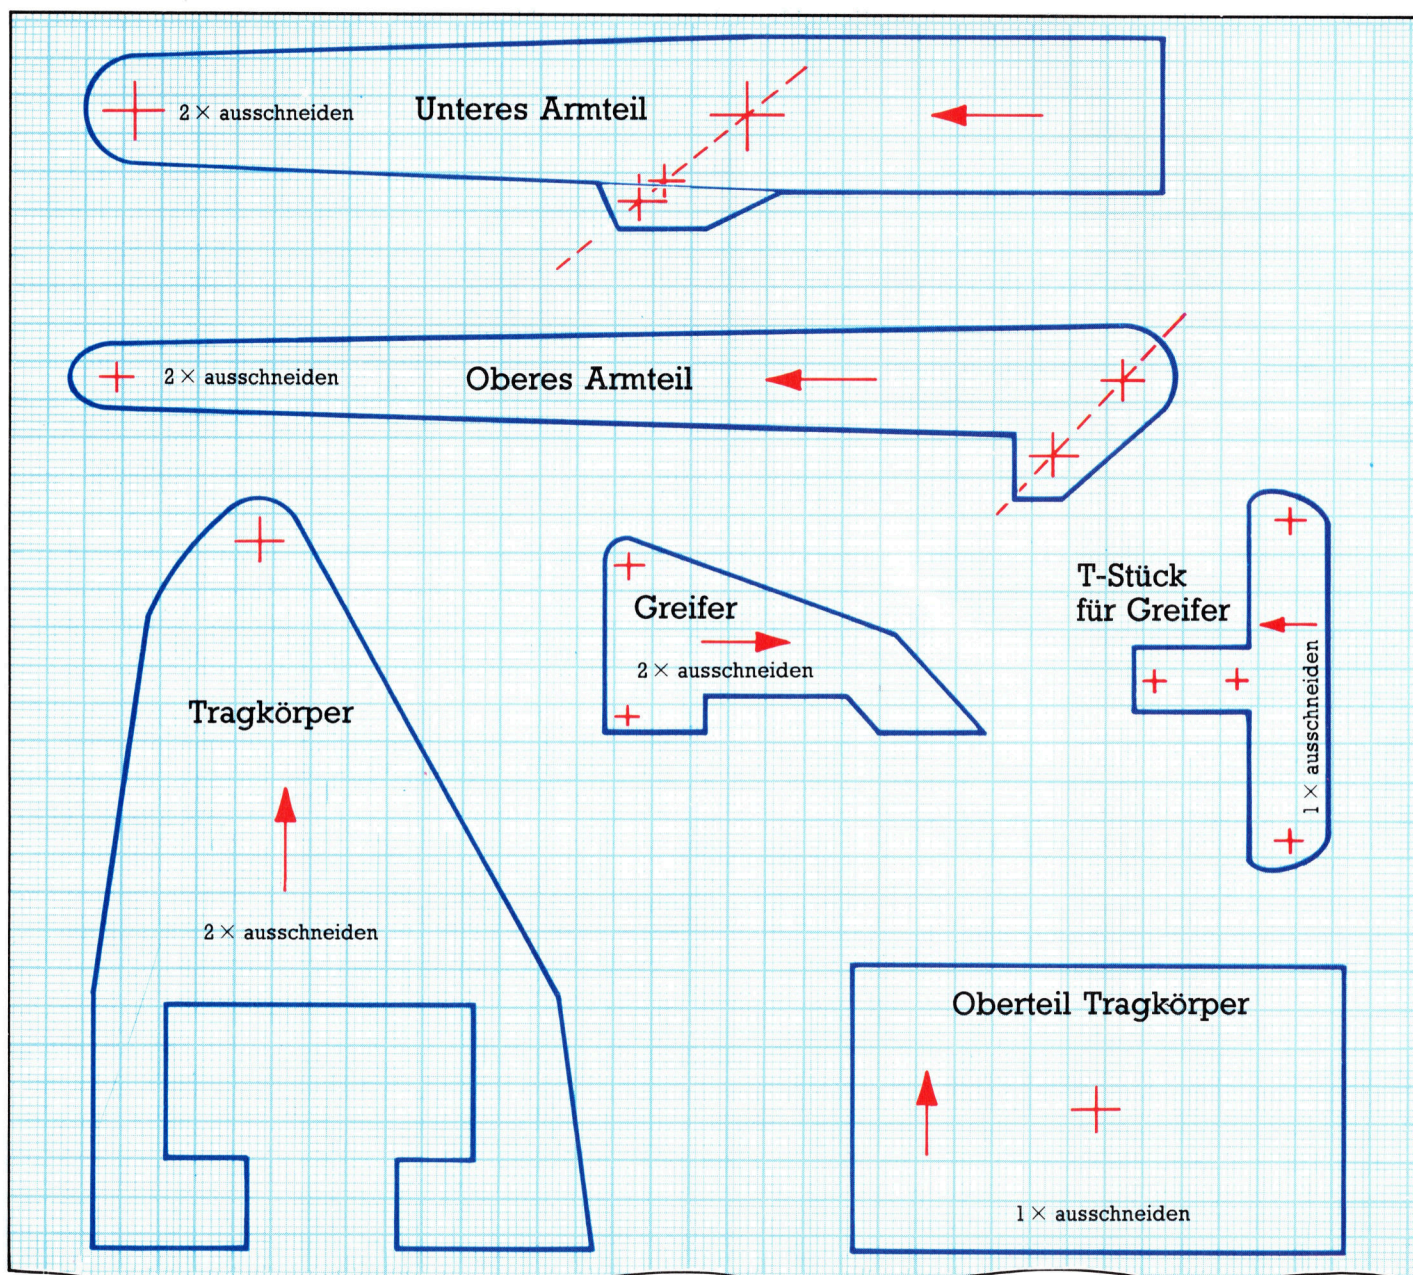 2 × ausschneiden
Unteres Armteil
2 × ausschneiden
Oberes Armteil
T-Stück
für Greifer
1 × ausschneiden
Greifer
2 × ausschneiden
Tragkörper
2 × ausschneiden
Oberteil Tragkörper
1 × ausschneiden